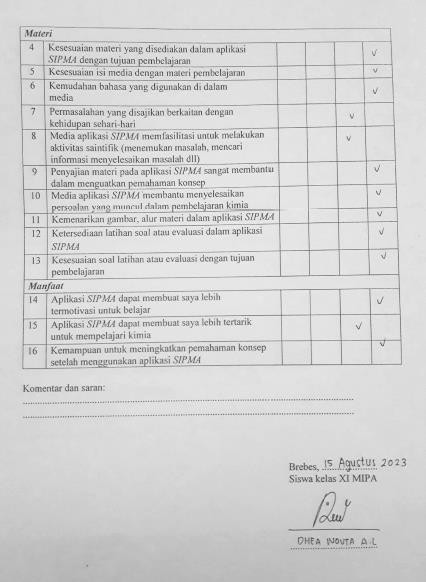 Materi
4 Kesesuaian materi yang disediakan dalam aplikasi
SIPMA dengan tujuan pembelajaran
5 Kesesuaian isi media dengan materi pembelajaran
6 Kemudahan bahasa yang digunakan di dalam
media
7 Permasalahan yang disajikan berkaitan dengan
kehidupan sehari-hari
8 Media aplikasi SIPMA memfasilitasi untuk melakukan
aktivitas saintifik (menemukan masalah, mencari
informasi menyelesaikan masalah dll)
9 Penyajian materi pada aplikasi SIPMA sangat membantu
dalam menguatkan pemahaman konsep
10 Media aplikasi SIPMA membantu menyelesaikan
persoalan yang muncul dalam pembelajaran kimia
11 Kemenarikan gambar, alur materi dalam aplikasi SIPMA
12 Ketersediaan latihan soal atau evaluasi dalam aplikasi
SIPMA
13 Kesesuaian soal latihan atau evaluasi dengan tujuan
pembelajaran
Manfaat
14 Aplikasi SIPMA dapat membuat saya lebih
termotivasi untuk belajar
15 Aplikasi SIPMA dapat membuat saya lebih tertarik
untuk mempelajari kimia
16 Kemampuan untuk meningkatkan pemahaman konsep
setelah menggunakan aplikasi SIPMA
Komentar dan saran:
Brebes, 15 Agustus 2023
Siswa kelas XI MIPA
DHEA NOVITA A.L